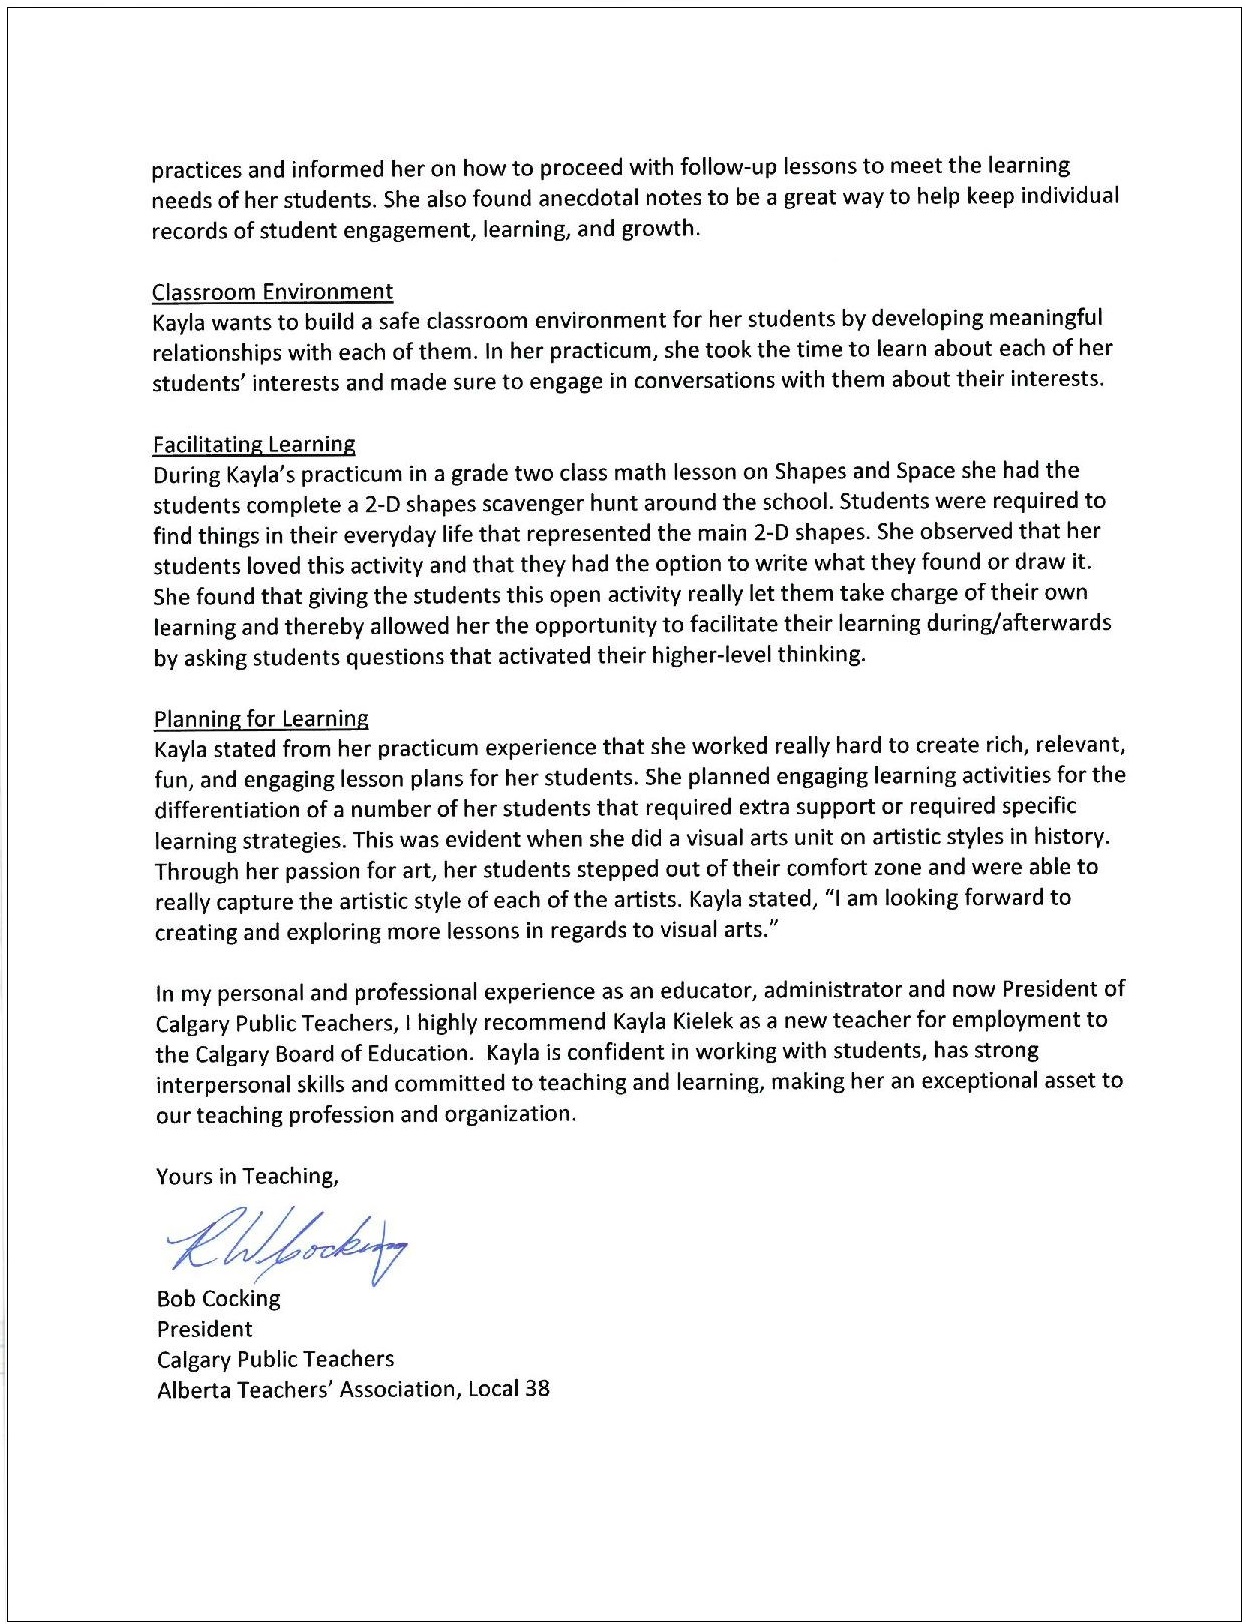 practices and informed her on how to proceed with follow-up lessons to meet the learning
needs of her students. She also found anecdotal notes to be a great way to help keep individual
records of student engagement, learning, and growth.
Classroom Environment
Kayla wants to build a safe classroom environment for her students by developing meaningful
relationships with each of them. In her practicum, she took the time to learn about each of her
students’ interests and made sure to engage in conversations with them about their interests.
Facilitating Learning
During Kayla’s practicum in a grade two class math lesson on Shapes and Space she had the
students complete a 2-D shapes scavenger hunt around the school. Students were required to
find things in their everyday life that represented the main 2-D shapes. She observed that her
students loved this activity and that they had the option to write what they found or draw it.
She found that giving the students this open activity really let them take charge of their own
learning and thereby allowed her the opportunity to facilitate their learning during/afterwards
by asking students questions that activated their higher-level thinking.
Planning for Learning
Kayla stated from her practicum experience that she worked really hard to create rich, relevant,
fun, and engaging lesson plans for her students. She planned engaging learning activities for the
differentiation of a number of her students that required extra support or required specific
learning strategies. This was evident when she did a visual arts unit on artistic styles in history.
Through her passion for art, her students stepped out of their comfort zone and were able to
really capture the artistic style of each of the artists. Kayla stated, “I am looking forward to
creating and exploring more lessons in regards to visual arts.”
In my personal and professional experience as an educator, administrator and now President of
Calgary Public Teachers, I highly recommend Kayla Kielek as a new teacher for employment to
the Calgary Board of Education.  Kayla is confident in working with students, has strong
interpersonal skills and committed to teaching and learning, making her an exceptional asset to
our teaching profession and organization.
Yours in Teaching,
RWCocking
Bob Cocking
President
Calgary Public Teachers
Alberta Teachers’ Association, Local 38